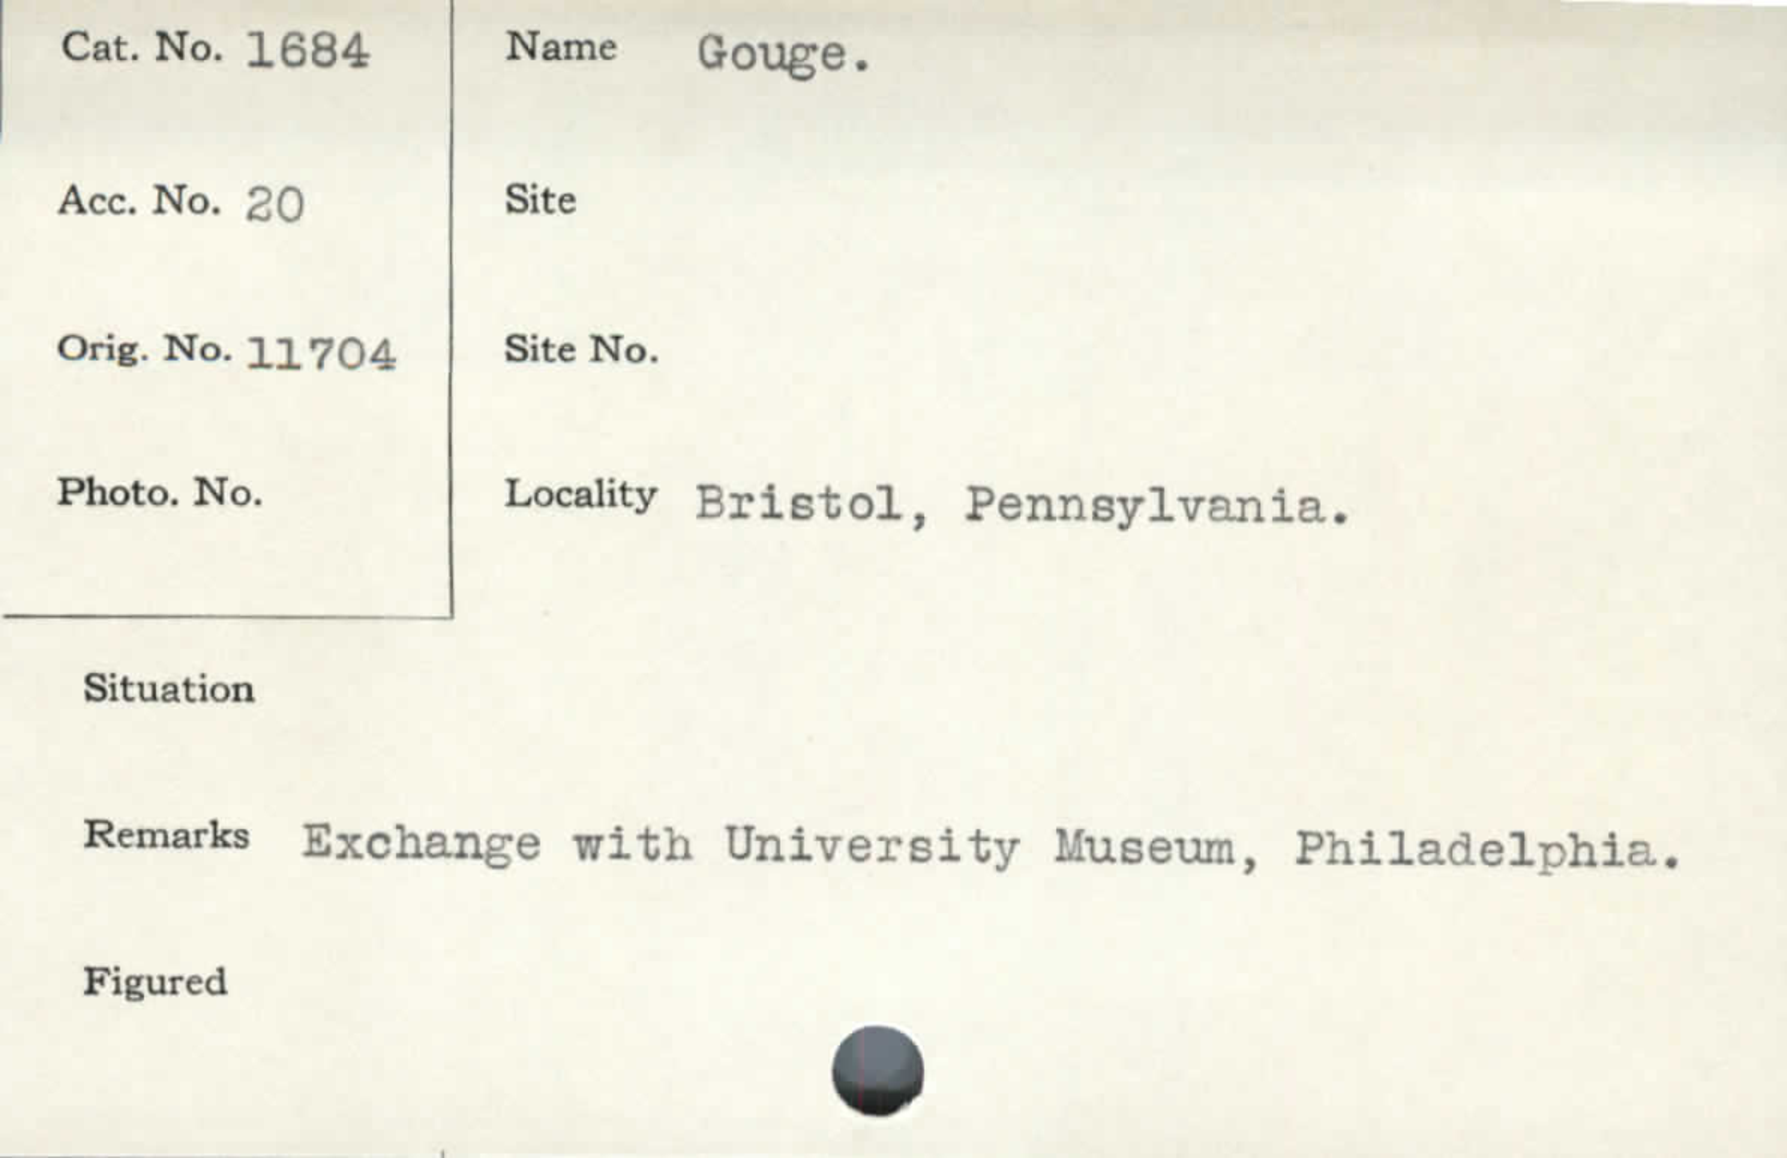 Cat. No. 1684
Name Gouge.
Acc. No. 20
Site
Orig. No. 11704
Site No.
Photo. No.
Locality Bristol, Pennsylvania.
Situation
Remarks Exchange with University Museum, Philadelphia.
Figured